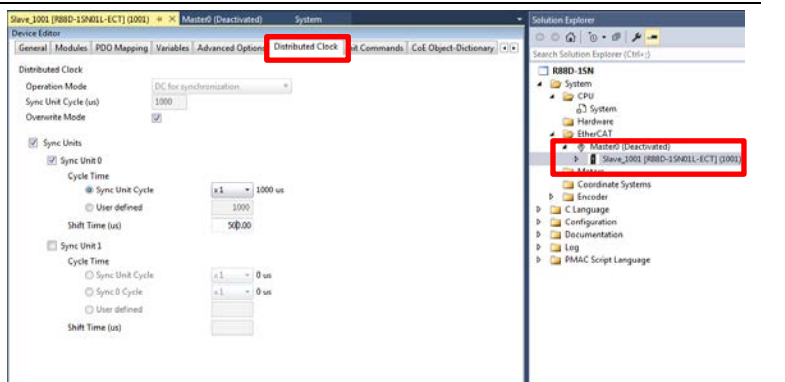 Slave_1001 [R88D-1SN01L-ECT] (1001) Master0 (Deactivated) System
Device Editor
General Modules PDO Mapping Variables Advanced Options Distributed Clock Commands CoE Object-Dictionary
Distributed Clock
Operation Mode DC for synchronization
Sync Unit Cycle (us) 1000
Overwrite Mode
Sync Units
Sync Unit 0
Cycle Time
Sync Unit Cycle x 1 1000 us
User defined 1000
Shift Time (us) 500.00
Sync Unit 1
Cycle Time
Sync Unit Cycle x 1 0 us
Sync 0 Cycle x 1 0 us
User defined
Shift Time (us)
Solution Explorer
Search Solution Explorer (Ctrl+;)
R88D-1SN
System
CPU
System
Hardware
EtherCAT
Master0 (Deactivated)
Slave_1001 [R88D-1SN01L-ECT] (1001)
Motors
Coordinate Systems
Encoder
C Language
Configuration
Documentation
Log
PMAC Script Language